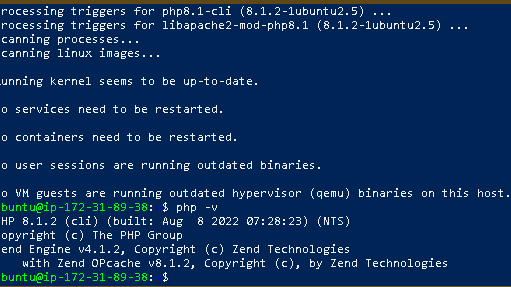 rocessing triggers for php8.1-cli (8.1.2-1ubuntu2.5) ...
rocessing triggers for libapache2-mod-php8.1 (8.1.2-1ubuntu2.5) ...
canning processes...
canning linux images...
unning kernel seems to be up-to-date.
o services need to be restarted.
o containers need to be restarted.
o user sessions are running outdated binaries.
o VM guests are running outdated hypervisor (qemu) binaries on this host.
buntu@ip-172-31-89-38: $ php -v
HP 8.1.2 (cli) (built: Aug  8 2022 07:28:23) (NTS)
opyright (c) The PHP Group
end Engine v4.1.2, Copyright (c) Zend Technologies
    with Zend OPcache v8.1.2, Copyright (c), by Zend Technologies
buntu@ip-172-31-89-38: $